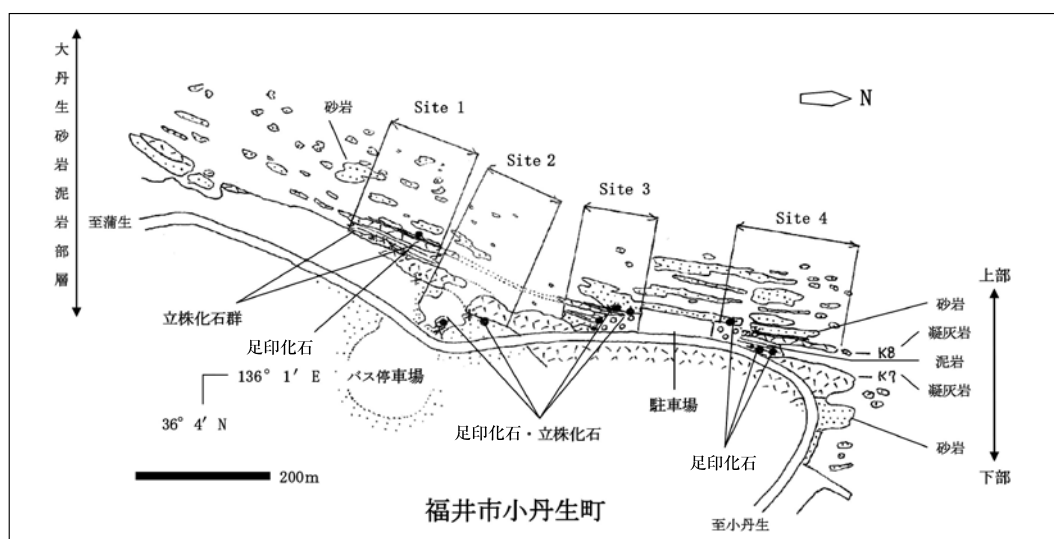 大丹生砂岩泥岩部層
Site 1
砂岩
Site 2
N
Site 3
Site 4
至蒲生
上部
立株化石群
砂岩
K8
凝灰岩
足印化石
泥岩
136° 1′ E
バス停車場
K7
凝灰岩
駐車場
36° 4′ N
足印化石・立株化石
足印化石
砂岩
200m
下部
福井市小丹生町
至小丹生